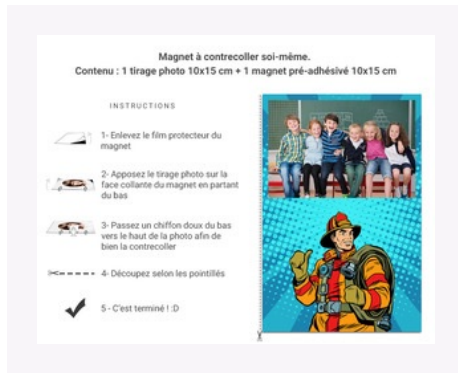 Magnet à contrecoller soi-même.
Contenu : 1 tirage photo 10x15 cm + 1 magnet pré-adhésivé 10x15 cm
INSTRUCTIONS
1- Enlevez le film protecteur du
magnet
2- Apposez le tirage photo sur la
face collante du magnet en partant
du bas
3- Passez un chiffon doux du bas
vers le haut de la photo afin de
bien la contrecoller
4- Découpez selon les pointillés
5 - C'est terminé ! :D